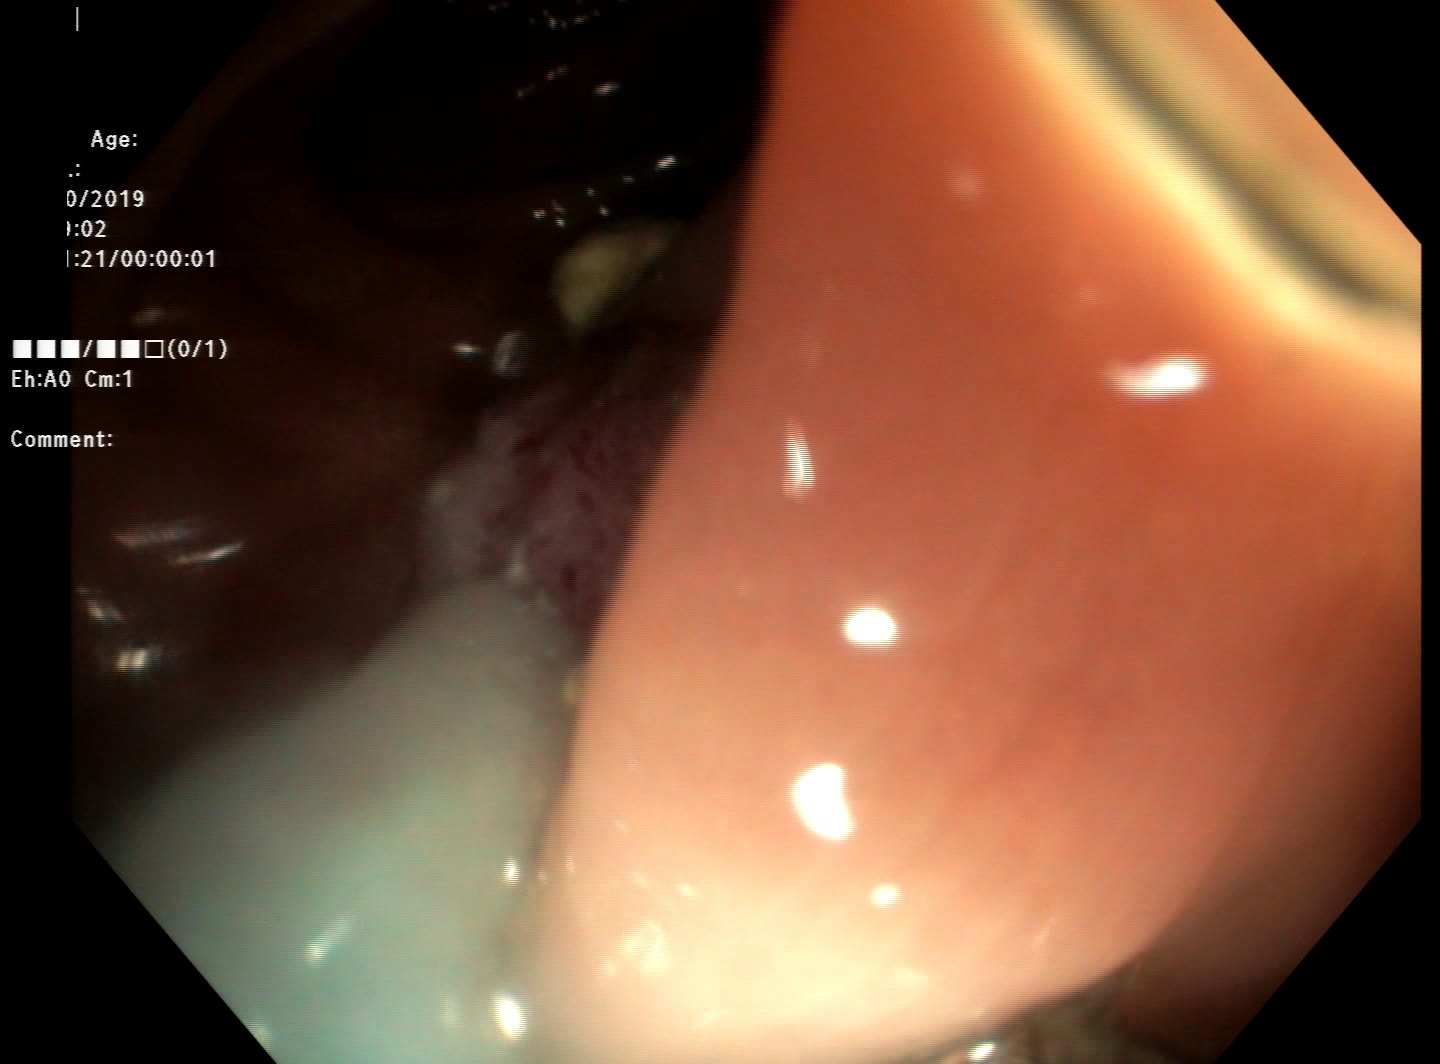 Age:
.:
0/2019
:02
:21/00:00:01
■■■/■■□(0/1)
Eh:A0 Cm:1
Comment: